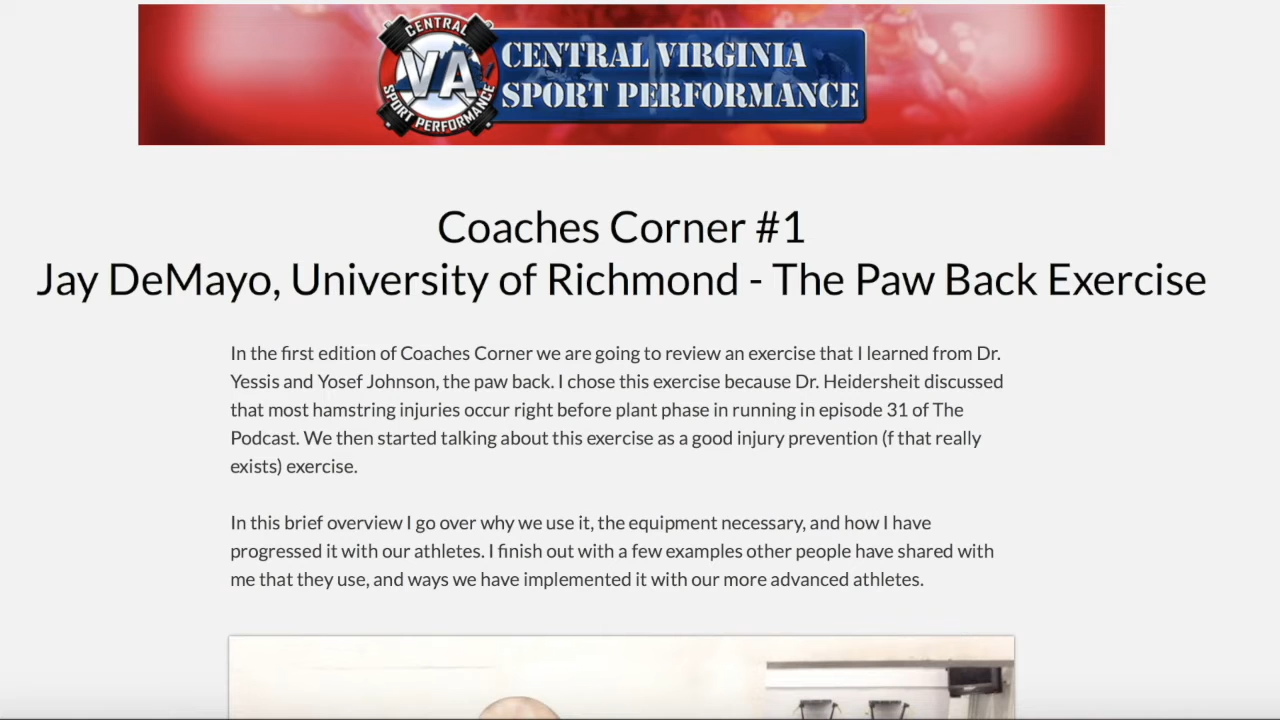 CENTRAL
VA
SPORT PERFORMANCE
CENTRAL VIRGINIA
SPORT PERFORMANCE
Coaches Corner #1
Jay DeMayo, University of Richmond - The Paw Back Exercise
In the first edition of Coaches Corner we are going to review an exercise that I learned from Dr.
Yessis and Yosef Johnson, the paw back. I chose this exercise because Dr. Heidersheit discussed
that most hamstring injuries occur right before plant phase in running in episode 31 of The
Podcast. We then started talking about this exercise as a good injury prevention (f that really
exists) exercise.
In this brief overview I go over why we use it, the equipment necessary, and how I have
progressed it with our athletes. I finish out with a few examples other people have shared with
me that they use, and ways we have implemented it with our more advanced athletes.